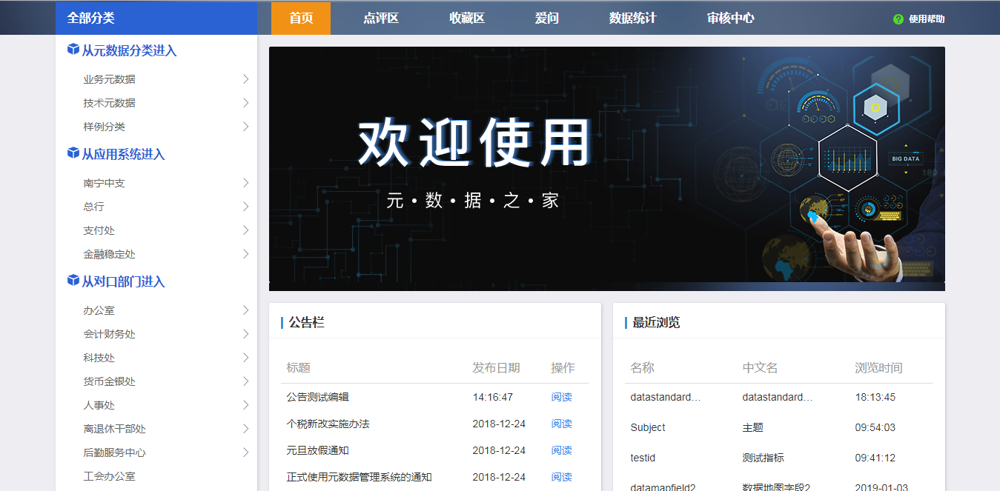 全部分类
首页 点评区 收藏区 爱问 数据统计 审核中心 使用帮助
从元数据分类进入
业务元数据
技术元数据
样例分类
从应用系统进入
南宁中支
总行
支付处
金融稳定处
从对口部门进入
办公室
会计财务处
科技处
货币金银处
人事处
离退休干部处
后勤服务中心
工会办公室
欢迎使用
元·数·据·之·家
BIG DATA
180
公告栏
标题 发布日期 操作
公告测试编辑 14:16:47 阅读
个税新改实施办法 2018-12-24 阅读
元旦放假通知 2018-12-24 阅读
正式使用元数据管理系统的通知 2018-12-24 阅读
最近浏览
名称 中文名 浏览时间
datastandard... datastandard... 18:13:45
Subject 主题 09:54:03
testid 测试指标 09:41:12
datamapfield2 数据地图字段2 2019-01-03